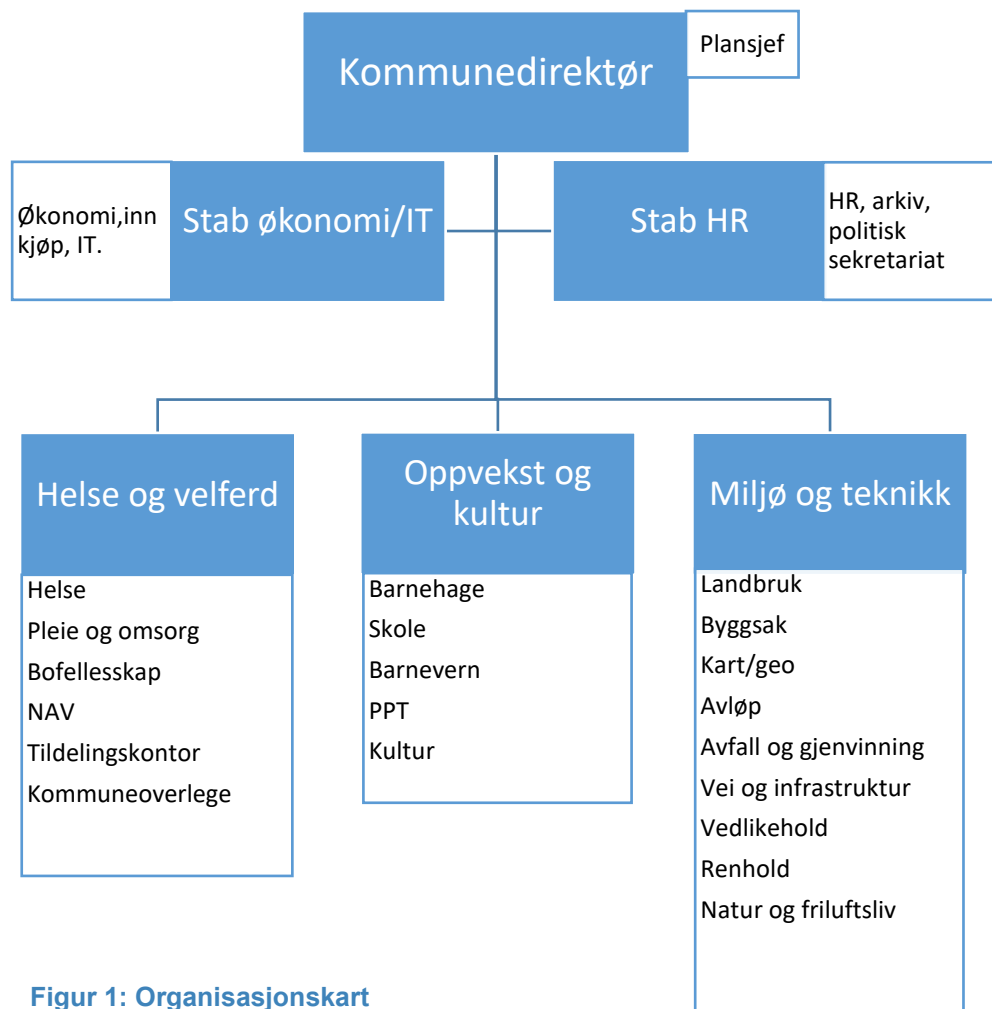 Kommunedirektør
Plansjef
Økonomi,inn
kjøp, IT.
Stab økonomi/IT
Stab HR
HR, arkiv,
politisk
sekretariat
Helse og velferd
Helse
Pleie og omsorg
Bofellesskap
NAV
Tildelingskontor
Kommuneoverlege
Oppvekst og
kultur
Barnehage
Skole
Barnevern
PPT
Kultur
Miljø og teknikk
Landbruk
Byggsak
Kart/geo
Avløp
Avfall og gjenvinning
Vei og infrastruktur
Vedlikehold
Renhold
Natur og friluftsliv
Figur 1: Organisasjonskart